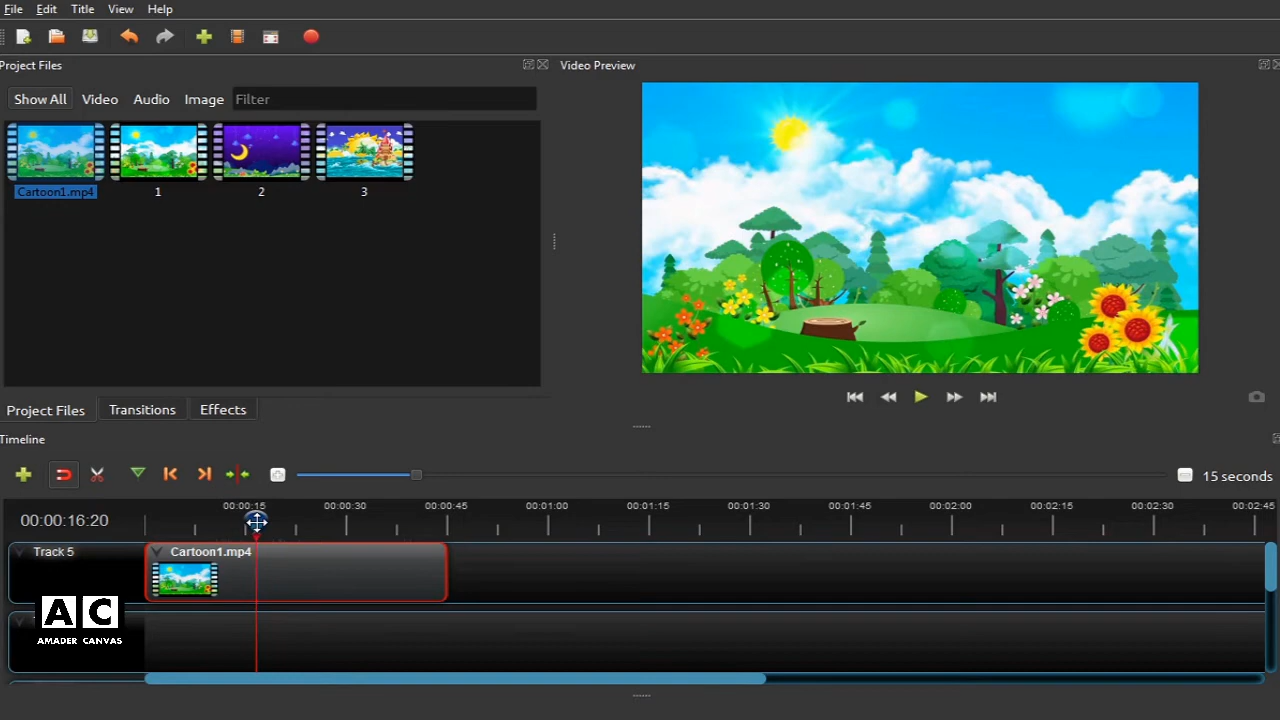 File Edit Title View Help
Project Files
Video Preview
Show All Video Audio Image Filter
Cartoon1.mp4 1 2 3
Project Files Transitions Effects
Timeline
15 seconds
00:00:16:20
00:00:15 00:00:30 00:00:45 00:01:00 00:01:15 00:01:30 00:01:45 00:02:00 00:02:15 00:02:30 00:02:45
Track 5
Cartoon1.mp4
AC
AMADER CANVAS